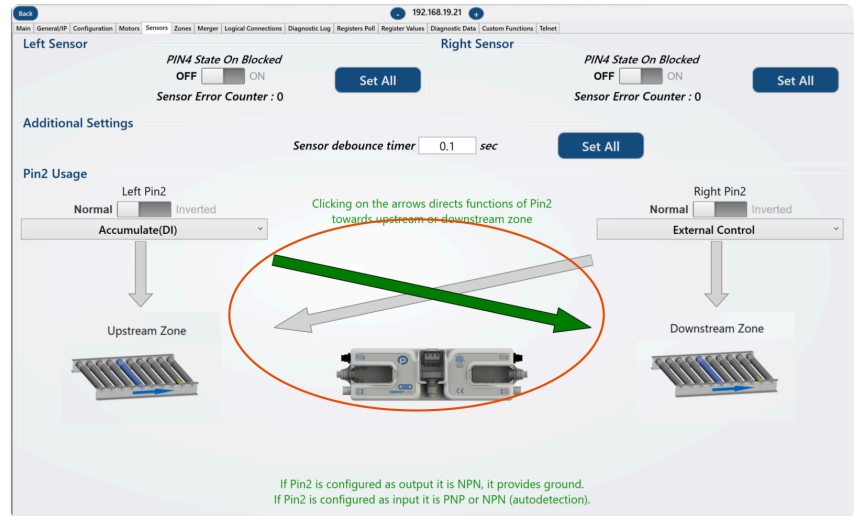 Back
- 192.168.19.21 +
Main General/IP Configuration Motors Sensors Zones Merger Logical Connections Diagnostic Log Registers Poll Register Values Diagnostic Data Custom Functions Telnet
Left Sensor
PIN4 State On Blocked
OFF ON
Set All
Sensor Error Counter : 0
Right Sensor
PIN4 State On Blocked
OFF ON
Set All
Sensor Error Counter : 0
Additional Settings
Sensor debounce timer 0.1 sec
Set All
Pin2 Usage
Left Pin2
Normal Inverted
Accumulate(DI)
Clicking on the arrows directs functions of Pin2
towards upstream or downstream zone
Right Pin2
Normal Inverted
External Control
Upstream Zone
Downstream Zone
If Pin2 is configured as output it is NPN, it provides ground.
If Pin2 is configured as input it is PNP or NPN (autodetection).